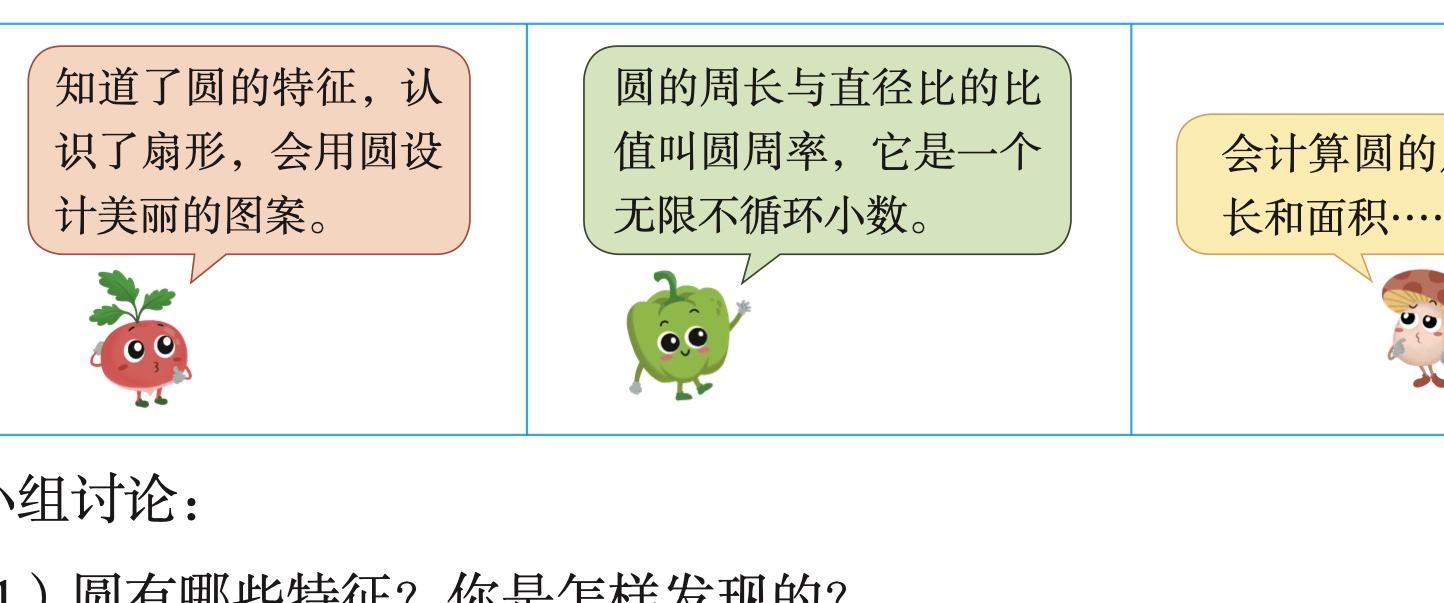 知道了圆的特征，认
识了扇形，会用圆设
计美丽的图案。
圆的周长与直径比的比
值叫圆周率，它是一个
无限不循环小数。
会计算圆的
长和面积····
小组讨论：
1）圆有哪些特征？你是怎样发现的？